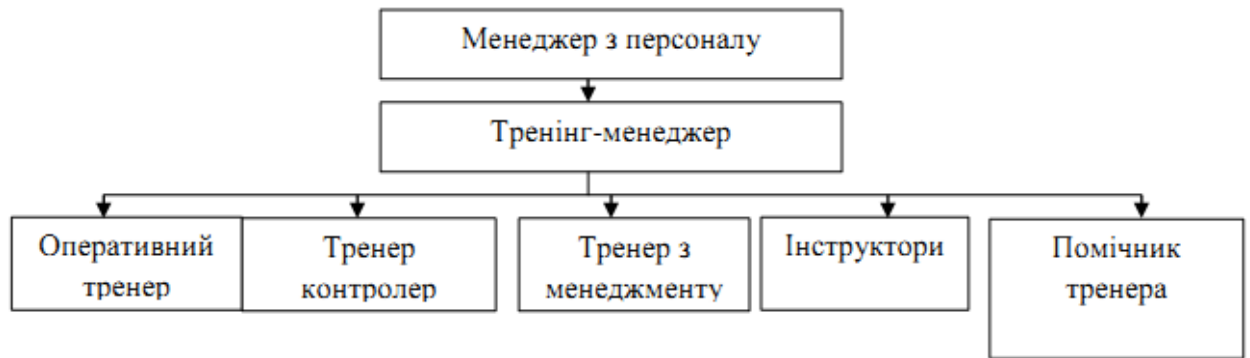 Менеджер з персоналу
Тренінг-менеджер
Оперативний
тренер
Тренер
контролер
Тренер з
менеджменту
Інструктори
Помічник
тренера